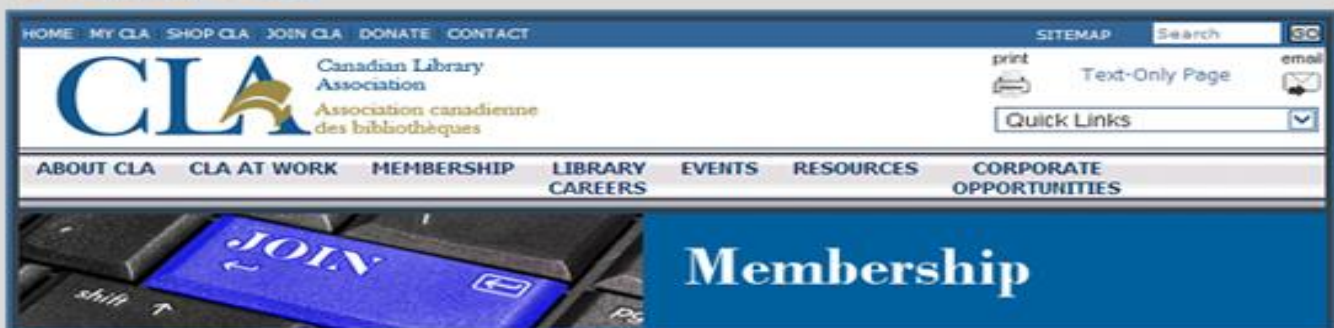 HOME MY CLA SHOP CLA JOIN CLA DONATE CONTACT
SITEMAP Search GO
CLA
Canadian Library
Association
Association canadienne
des bibliothèques
print
Text-Only Page
email
Quick Links
ABOUT CLA CLA AT WORK MEMBERSHIP LIBRARY CAREERS EVENTS RESOURCES CORPORATE OPPORTUNITIES
JOIN
shift
pg
Membership